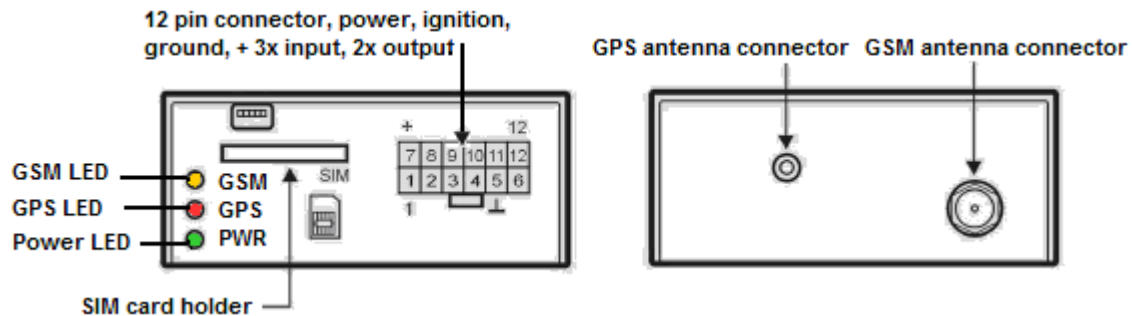 12 pin connector, power, ignition,
ground, + 3x input, 2x output
GPS antenna connector GSM antenna connector
+ 12
7 8 9 10 11 12
1 2 3 4 5 6
1
SIM
GSM LED GSM
GPS LED GPS
Power LED PWR
SIM card holder